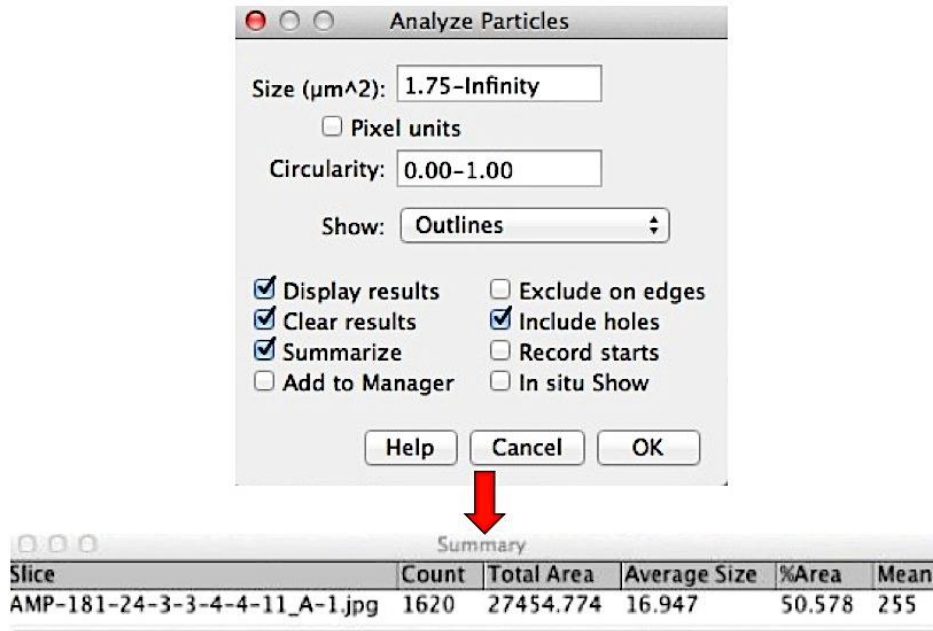 Analyze Particles
Size (µm^2): 1.75-Infinity
Pixel units
Circularity: 0.00-1.00
Show: Outlines
Display results Exclude on edges
Clear results Include holes
Summarize Record starts
Add to Manager In situ Show
Help Cancel OK
Summary
Slice Count Total Area Average Size %Area Mean
AMP-181-24-3-3-4-4-11_A-1.jpg 1620 27454.774 16.947 50.578 255